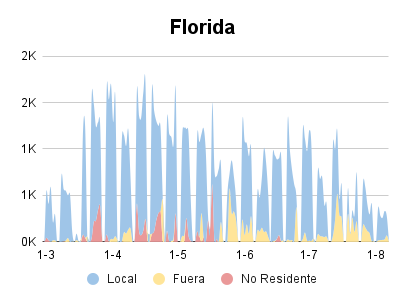 Florida
2K
2K
1K
1K
0K
1-3 1-4 1-5 1-6 1-7 1-8
Local Fuera No Residente